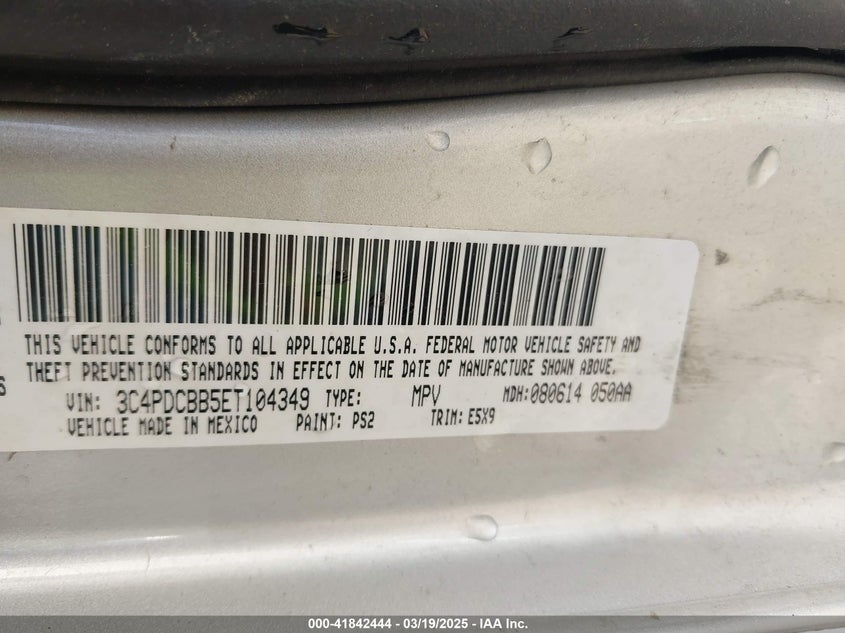 THIS VEHICLE CONFORMS TO ALL APPLICABLE U.S.A. FEDERAL MOTOR VEHICLE SAFETY AND
THEFT PREVENTION STANDARDS IN EFFECT ON THE DATE OF MANUFACTURE SHOWN ABOVE.
VIN: 3C4PDCBB5ET104349 TYPE: MPV MDH:080614 050AA
VEHICLE MADE IN MEXICO PAINT: PS2 TRIM: E5X9
000-41842444 — 03/19/2025 — IAA Inc.